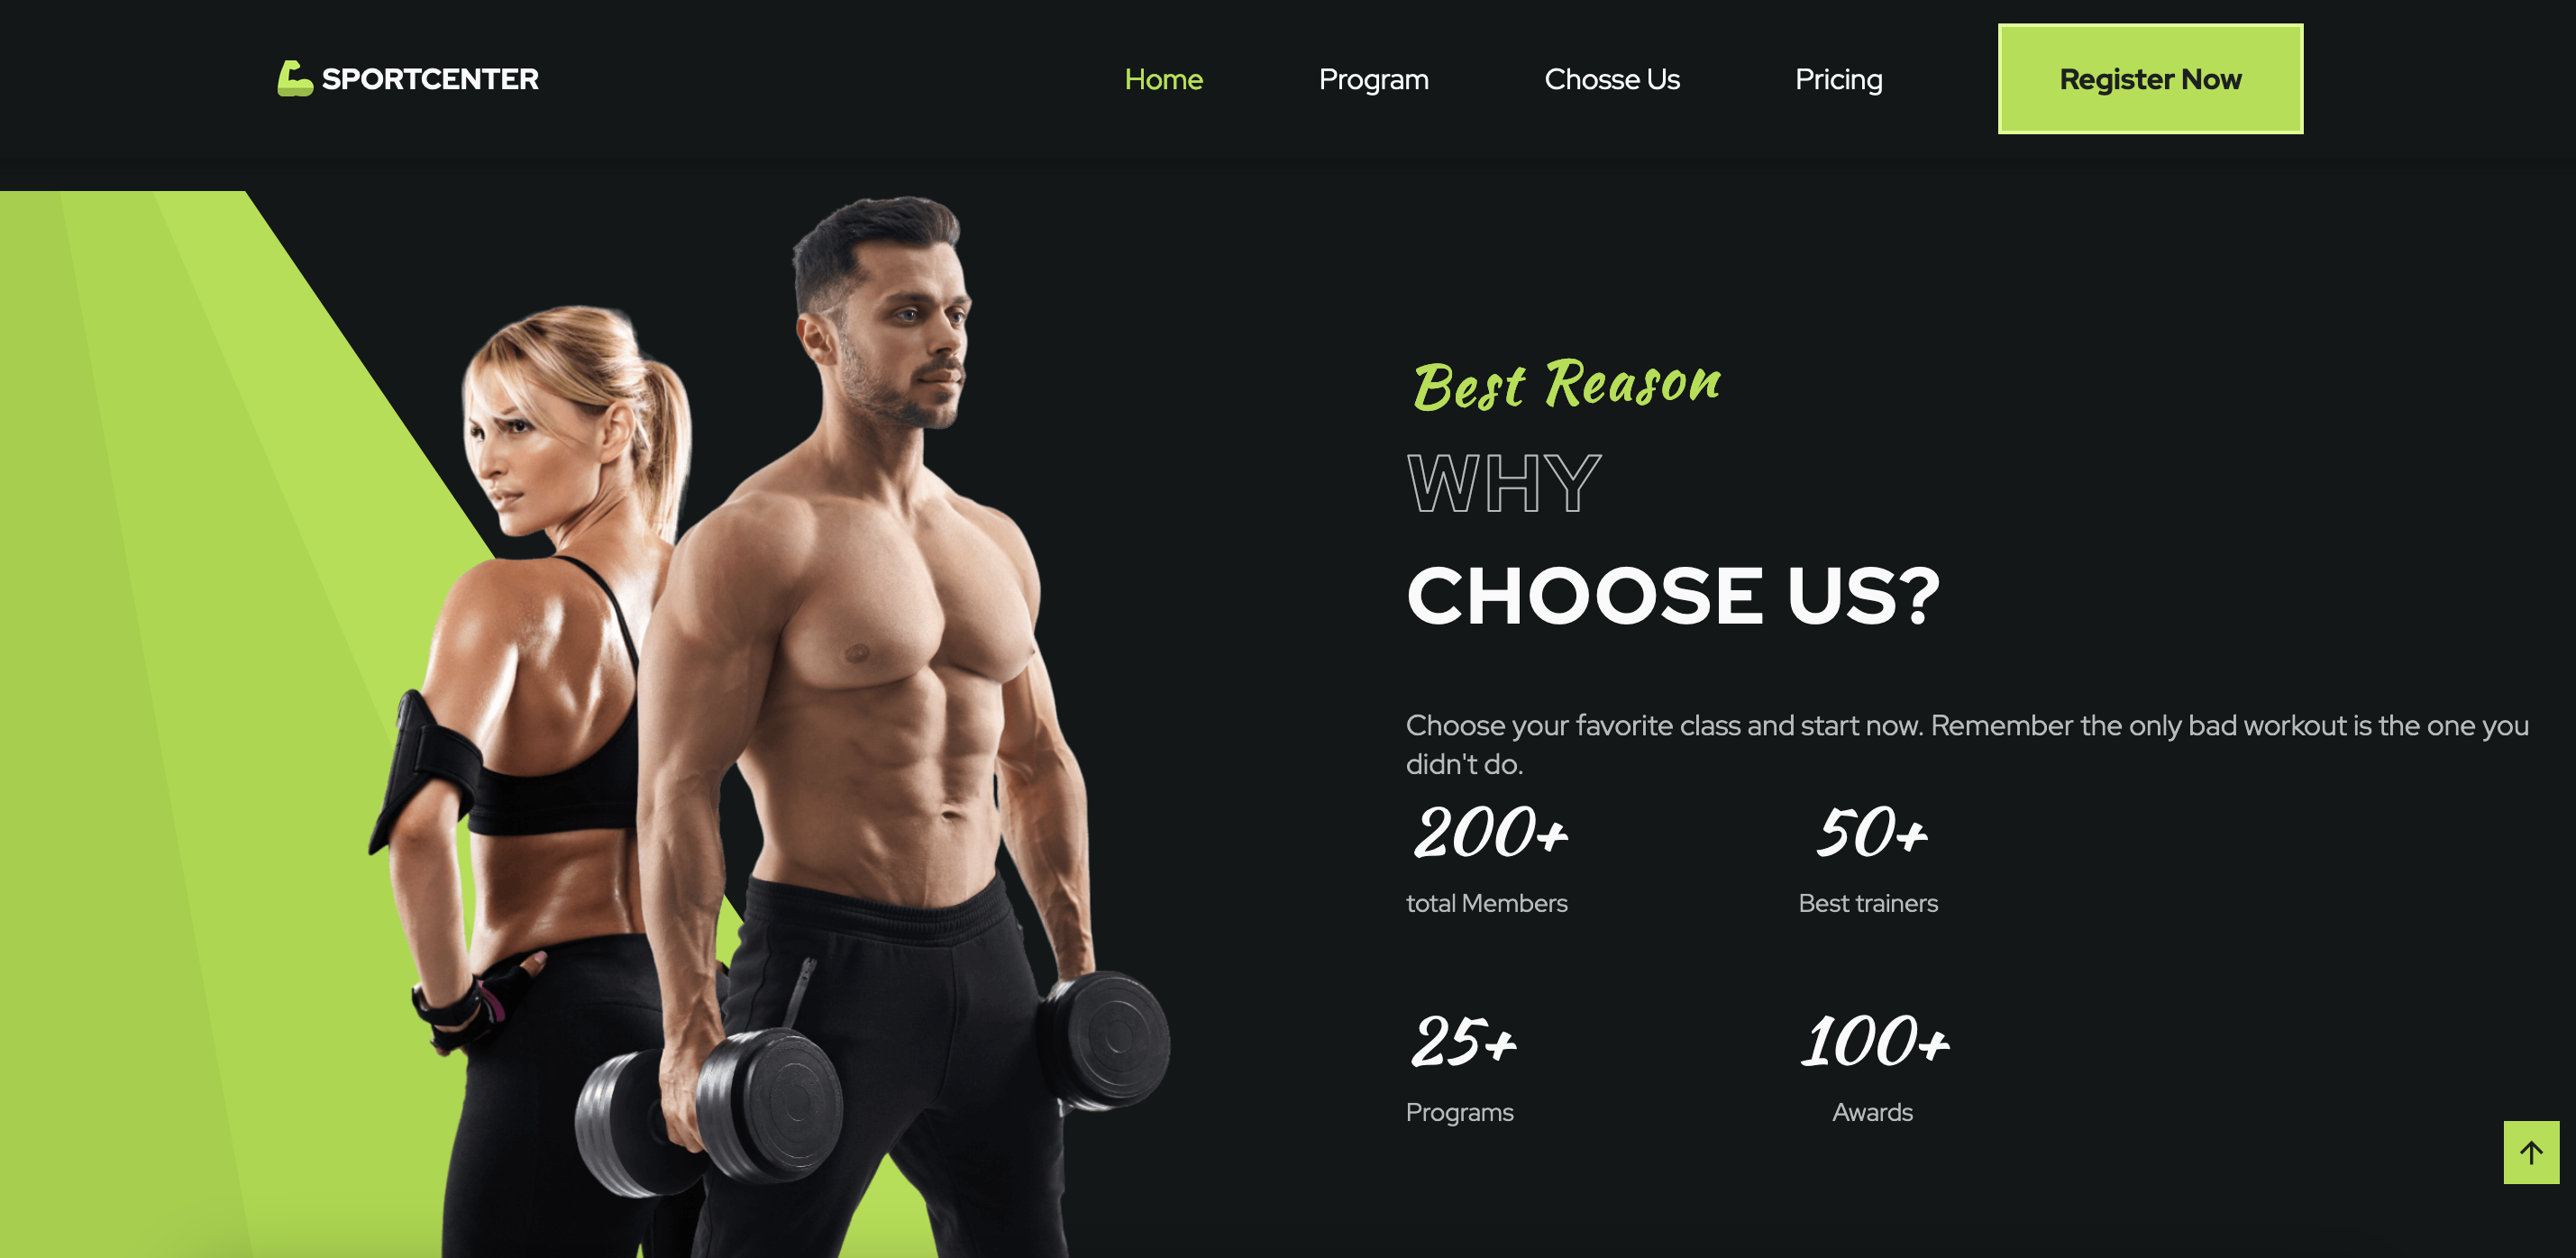 SPORTCENTER
Home
Program
Chosse Us
Pricing
Register Now
Best Reason
WHY
CHOOSE US?
Choose your favorite class and start now. Remember the only bad workout is the one you
didn't do.
200+
50+
total Members
Best trainers
25+
100+
Programs
Awards